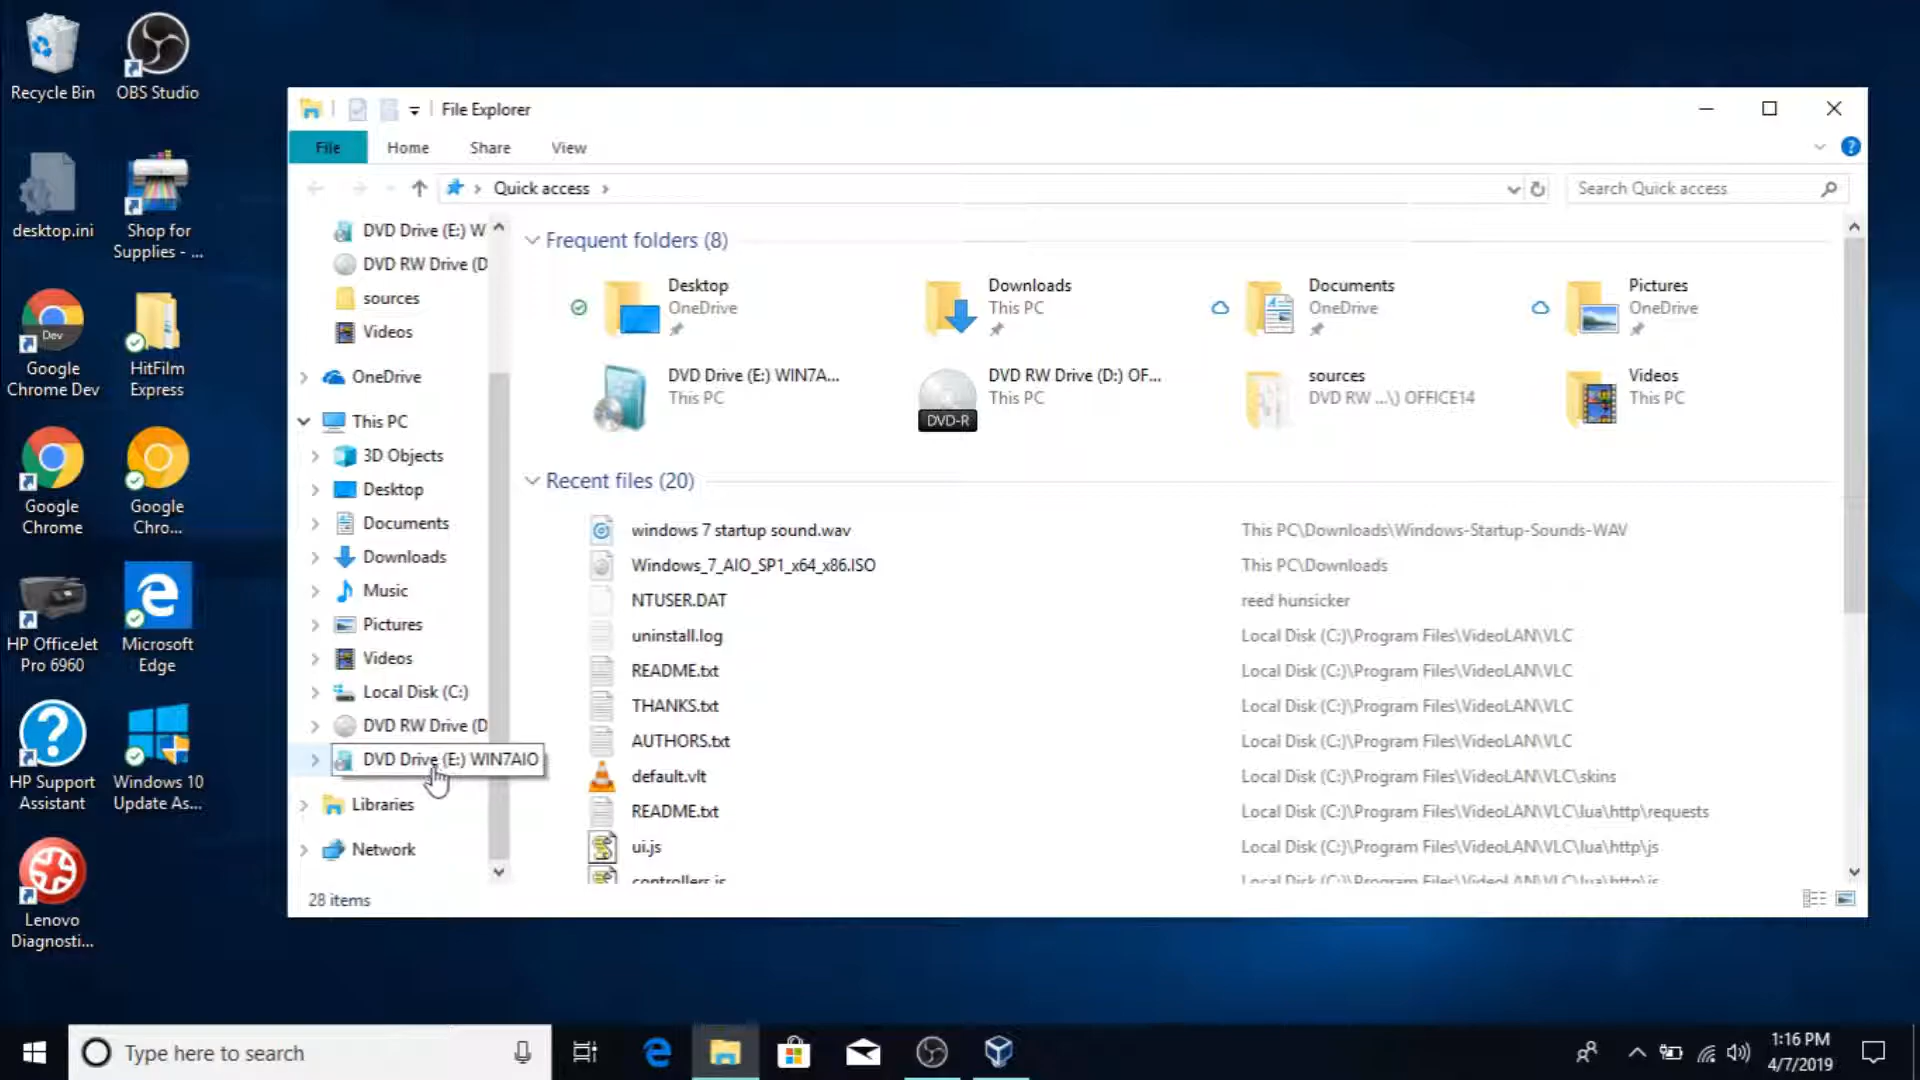 Recycle Bin
OBS Studio
desktop.ini
Shop for
Supplies - ...
Dev
Google
Chrome Dev
HitFilm
Express
Google
Chrome
Google
Chro...
HP OfficeJet
Pro 6960
Microsoft
Edge
HP Support
Assistant
Windows 10
Update As...
Lenovo
Diagnosti...
File Explorer
File
Home
Share
View
?
Quick access
Search Quick access
DVD Drive (E:) W
DVD RW Drive (D
sources
Videos
OneDrive
This PC
3D Objects
Desktop
Documents
Downloads
Music
Pictures
Videos
Local Disk (C:)
DVD RW Drive (D
DVD Drive (E:) WIN7AIO
Libraries
Network
28 items
Frequent folders (8)
Desktop
OneDrive
Downloads
This PC
Documents
OneDrive
Pictures
OneDrive
DVD Drive (E:) WIN7A...
This PC
DVD RW Drive (D:) OF...
This PC
DVD-R
sources
DVD RW ...\) OFFICE14
Videos
This PC
Recent files (20)
windows 7 startup sound.wav This PC\Downloads\Windows-Startup-Sounds-WAV
Windows_7_AIO_SP1_x64_x86.ISO This PC\Downloads
NTUSER.DAT reed hunsicker
uninstall.log Local Disk (C:)\Program Files\VideoLAN\VLC
README.txt Local Disk (C:)\Program Files\VideoLAN\VLC
THANKS.txt Local Disk (C:)\Program Files\VideoLAN\VLC
AUTHORS.txt Local Disk (C:)\Program Files\VideoLAN\VLC
default.vlt Local Disk (C:)\Program Files\VideoLAN\VLC\skins
README.txt Local Disk (C:)\Program Files\VideoLAN\VLC\lua\http\requests
ui.js Local Disk (C:)\Program Files\VideoLAN\VLC\lua\http\js
controllers.js Local Disk (C:)\Program Files\VideoLAN\VLC\lua\http\js
Type here to search
1:16 PM
4/7/2019